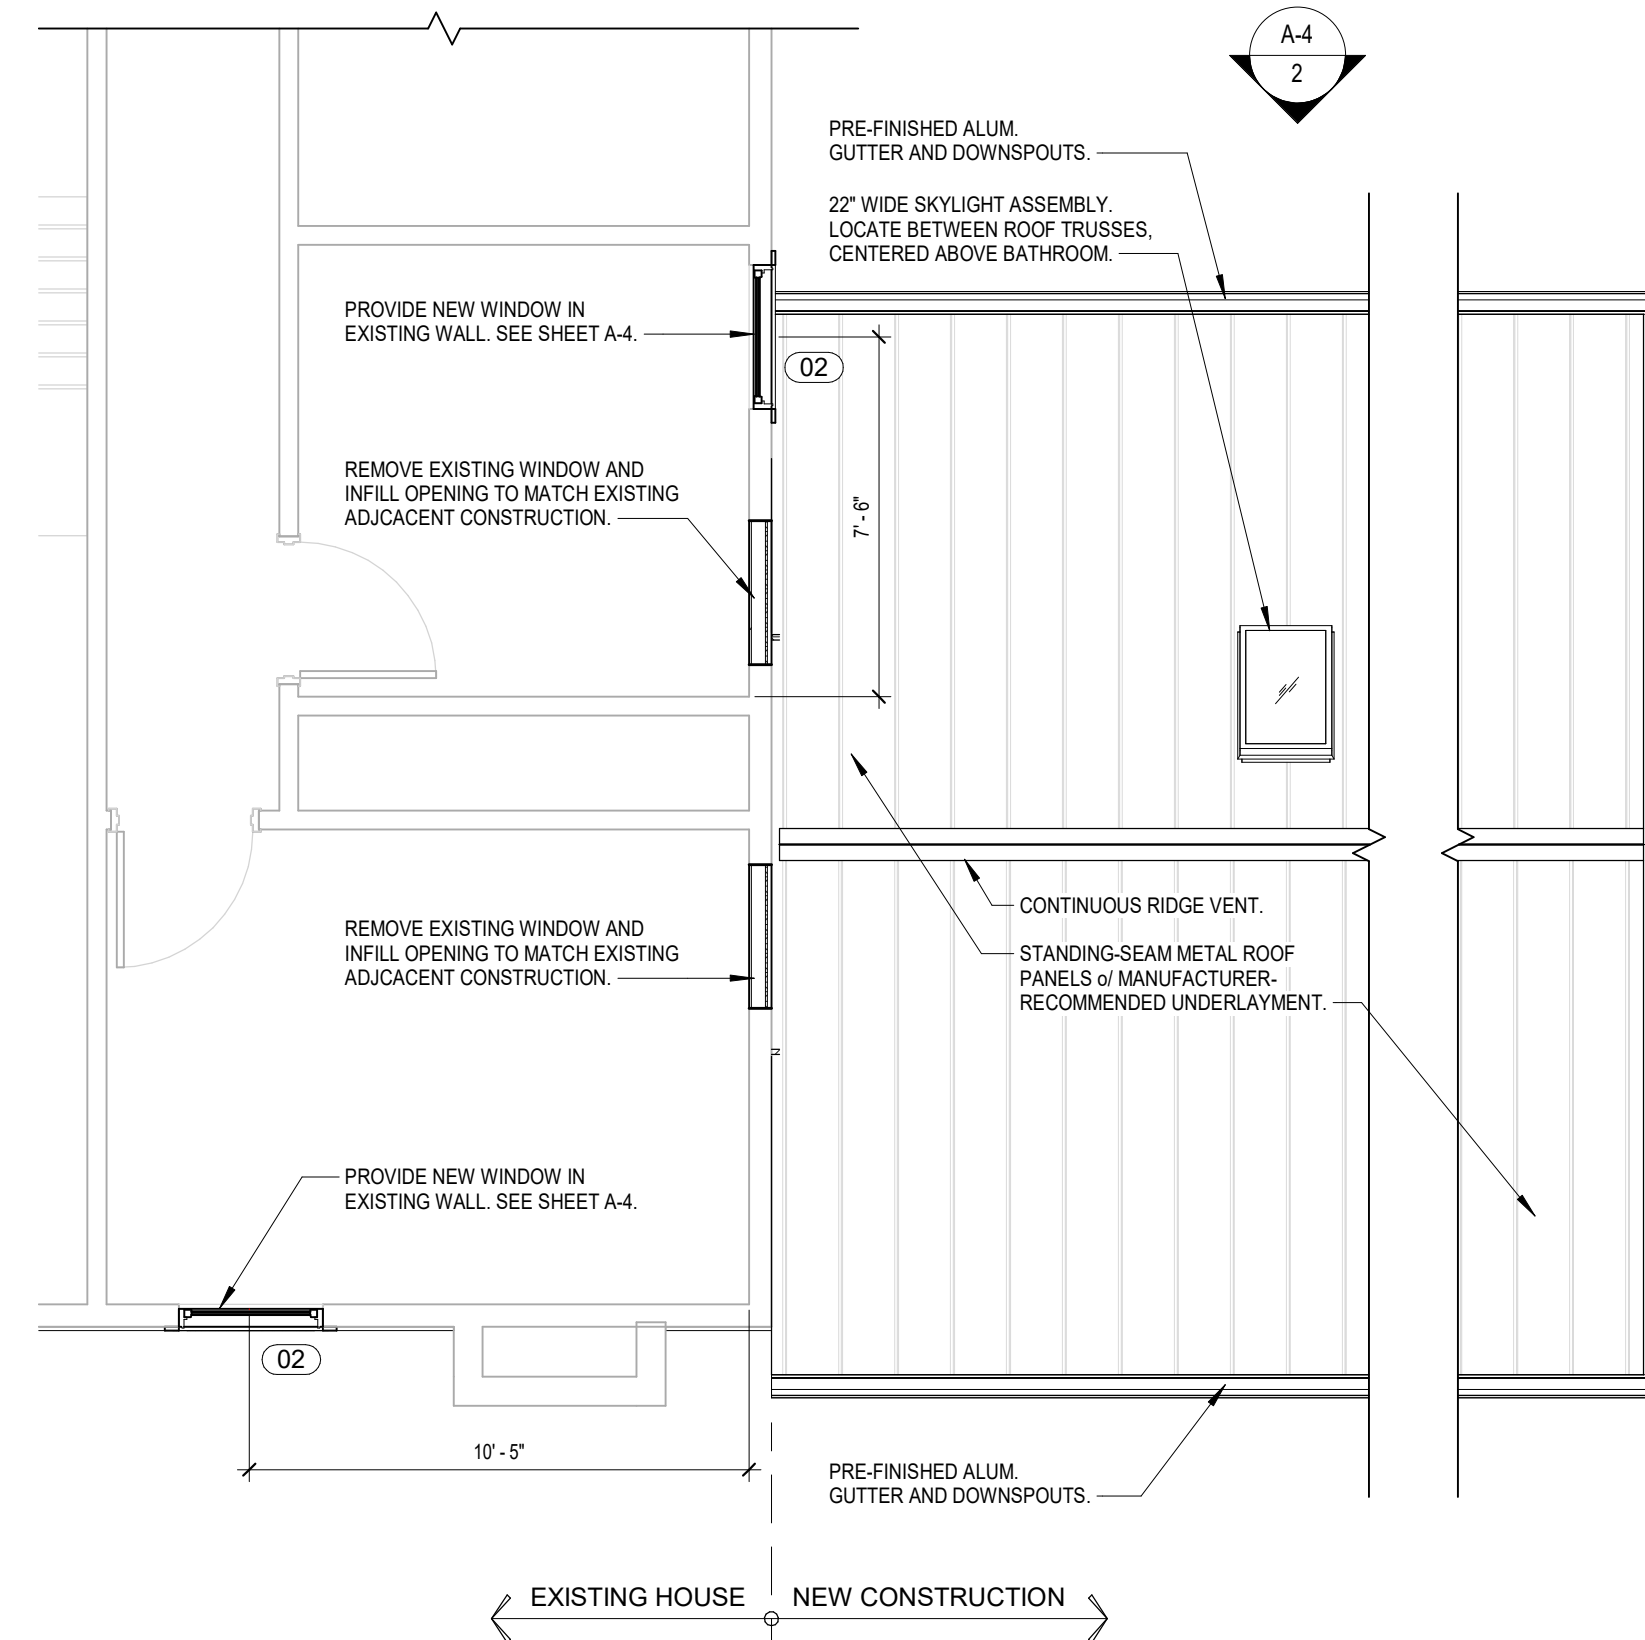 A-4
2
PRE-FINISHED ALUM.
GUTTER AND DOWNSPOUTS.
22" WIDE SKYLIGHT ASSEMBLY.
LOCATE BETWEEN ROOF TRUSSES,
CENTERED ABOVE BATHROOM.
PROVIDE NEW WINDOW IN
EXISTING WALL. SEE SHEET A-4.
02
REMOVE EXISTING WINDOW AND
INFILL OPENING TO MATCH EXISTING
ADJCACENT CONSTRUCTION.
7' - 6"
CONTINUOUS RIDGE VENT.
REMOVE EXISTING WINDOW AND
INFILL OPENING TO MATCH EXISTING
ADJCACENT CONSTRUCTION.
STANDING-SEAM METAL ROOF
PANELS o/ MANUFACTURER-
RECOMMENDED UNDERLAYMENT.
PROVIDE NEW WINDOW IN
EXISTING WALL. SEE SHEET A-4.
02
10' - 5"
PRE-FINISHED ALUM.
GUTTER AND DOWNSPOUTS.
EXISTING HOUSE
NEW CONSTRUCTION